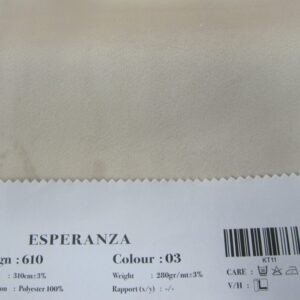 ESPERANZA
gn : 610 Colour : 03
: 310cm±3% Weight : 280gr/mt±3%
on : Polyester 100% Rapport (x/y) : -/-
KT11
CARE :
V/H :